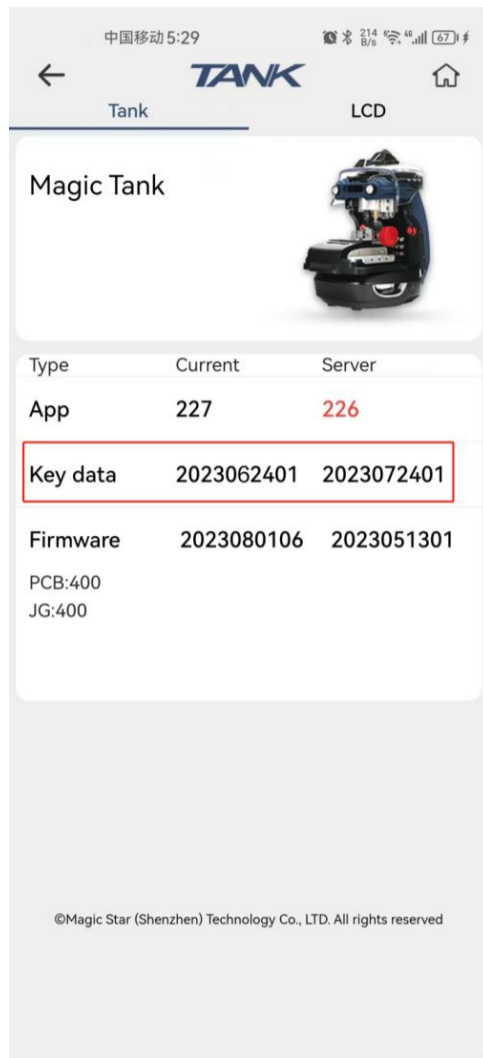 中国移动 5:29 214 B/s 46 67
TANK
Tank LCD
Magic Tank
Type Current Server
App 227 226
Key data 2023062401 2023072401
Firmware 2023080106 2023051301
PCB:400
JG:400
©Magic Star (Shenzhen) Technology Co., LTD. All rights reserved